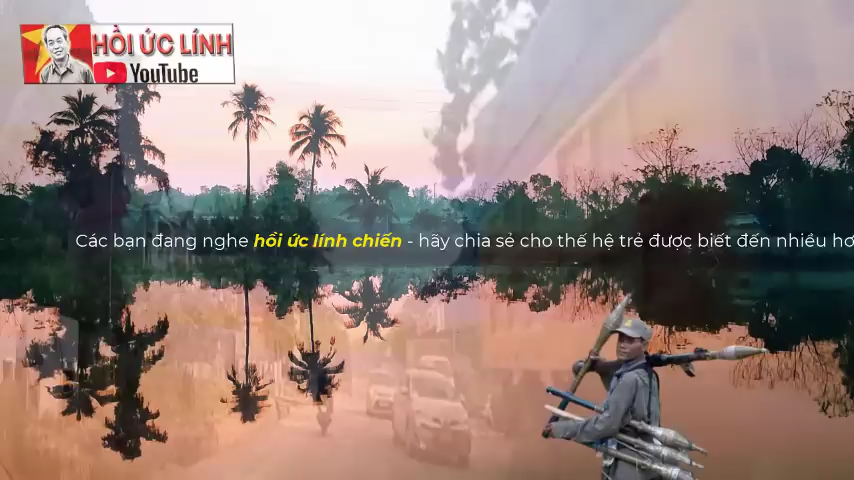 HỒI ỨC LÍNH
YouTube
Các bạn đang nghe hồi ức lính chiến - hãy chia sẻ cho thế hệ trẻ được biết đến nhiều hơ